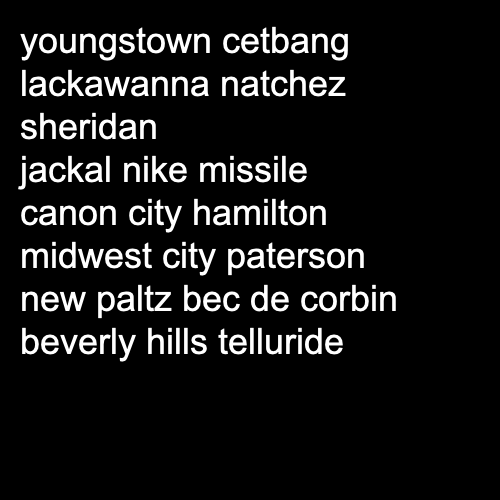 youngstown cetbang
lackawanna natchez
sheridan
jackal nike missile
canon city hamilton
midwest city paterson
new paltz bec de corbin
beverly hills telluride